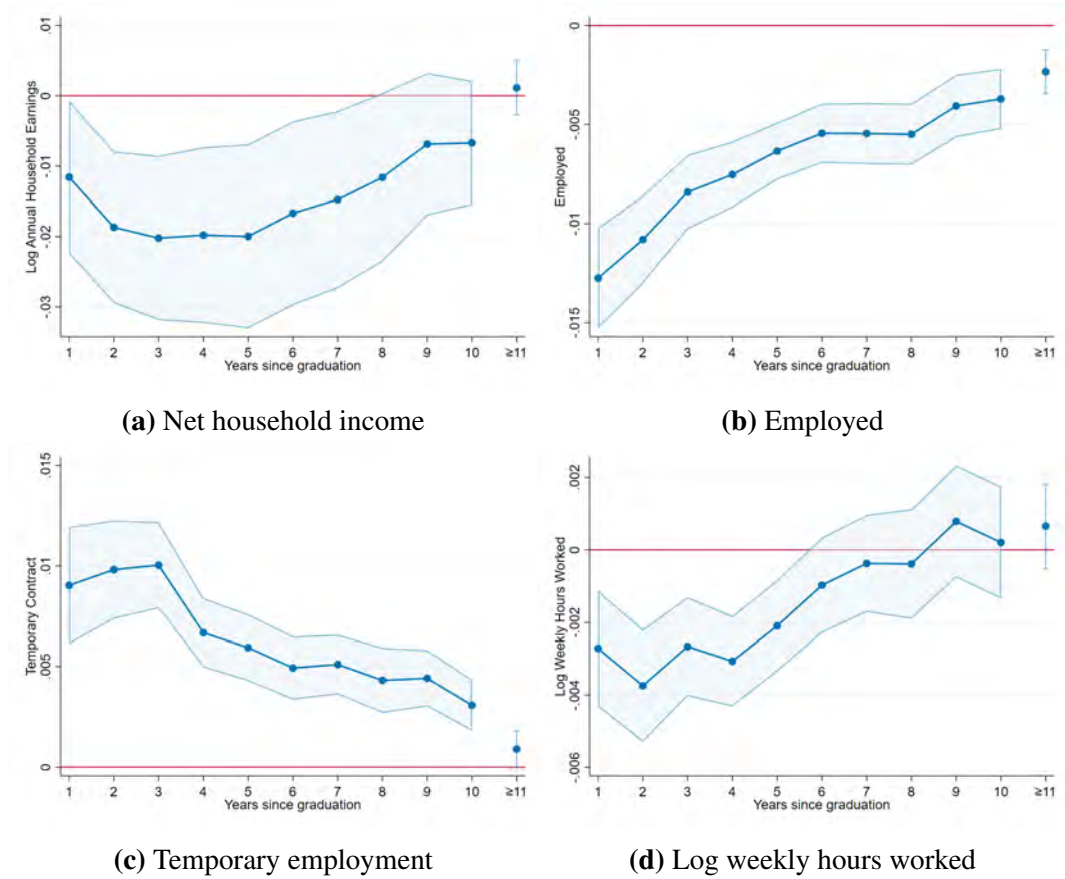 .01
0
-.01
-.02
-.03
Log Annual Household Earnings
1 2 3 4 5 6 7 8 9 10 ≥11
Years since graduation
(a) Net household income
-0
-.005
-.01
-.015
Employed
1 2 3 4 5 6 7 8 9 10 ≥11
Years since graduation
(b) Employed
.015
.01
.005
0
Temporary Contract
1 2 3 4 5 6 7 8 9 10 ≥11
Years since graduation
(c) Temporary employment
.002
0
-.002
-.004
-.006
Log Weekly Hours Worked
1 2 3 4 5 6 7 8 9 10 ≥11
Years since graduation
(d) Log weekly hours worked